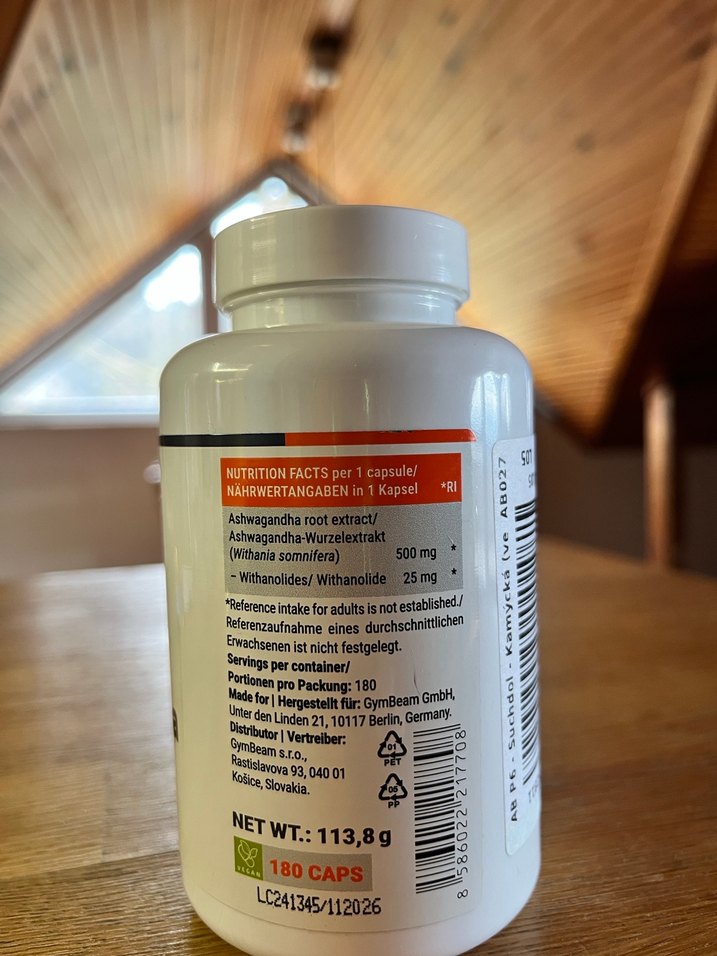 NUTRITION FACTS per 1 capsule/
NÄHRWERTANGABEN in 1 Kapsel *RI
Ashwagandha root extract/
Ashwagandha-Wurzelextrakt
(Withania somnifera) 500 mg *
– Withanolides/ Withanolide 25 mg *
*Reference intake for adults is not established./
Referenzaufnahme eines durchschnittlichen
Erwachsenen ist nicht festgelegt.
Servings per container/
Portionen pro Packung: 180
Made for | Hergestellt für: GymBeam GmbH,
Unter den Linden 21, 10117 Berlin, Germany.
Distributor | Vertreiber:
GymBeam s.r.o.,
Rastislavova 93, 040 01
Košice, Slovakia.
01
PET
05
PP
NET WT.: 113,8 g
VEGAN
180 CAPS
LC241345/112026
8 586022 217708
AB P6 - Suchdol - Kamýcká (ve AB027